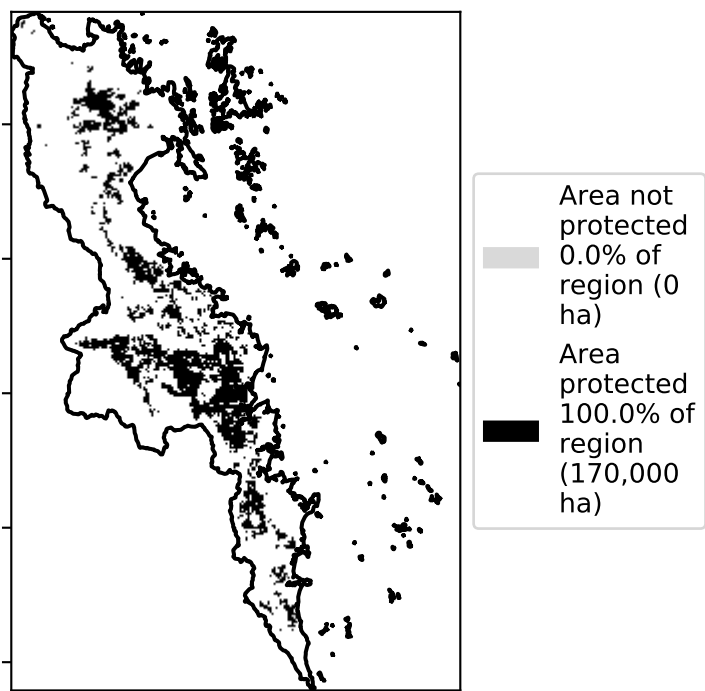 Area not
protected
0.0% of
region (0
ha)
Area
protected
100.0% of
region
(170,000
ha)